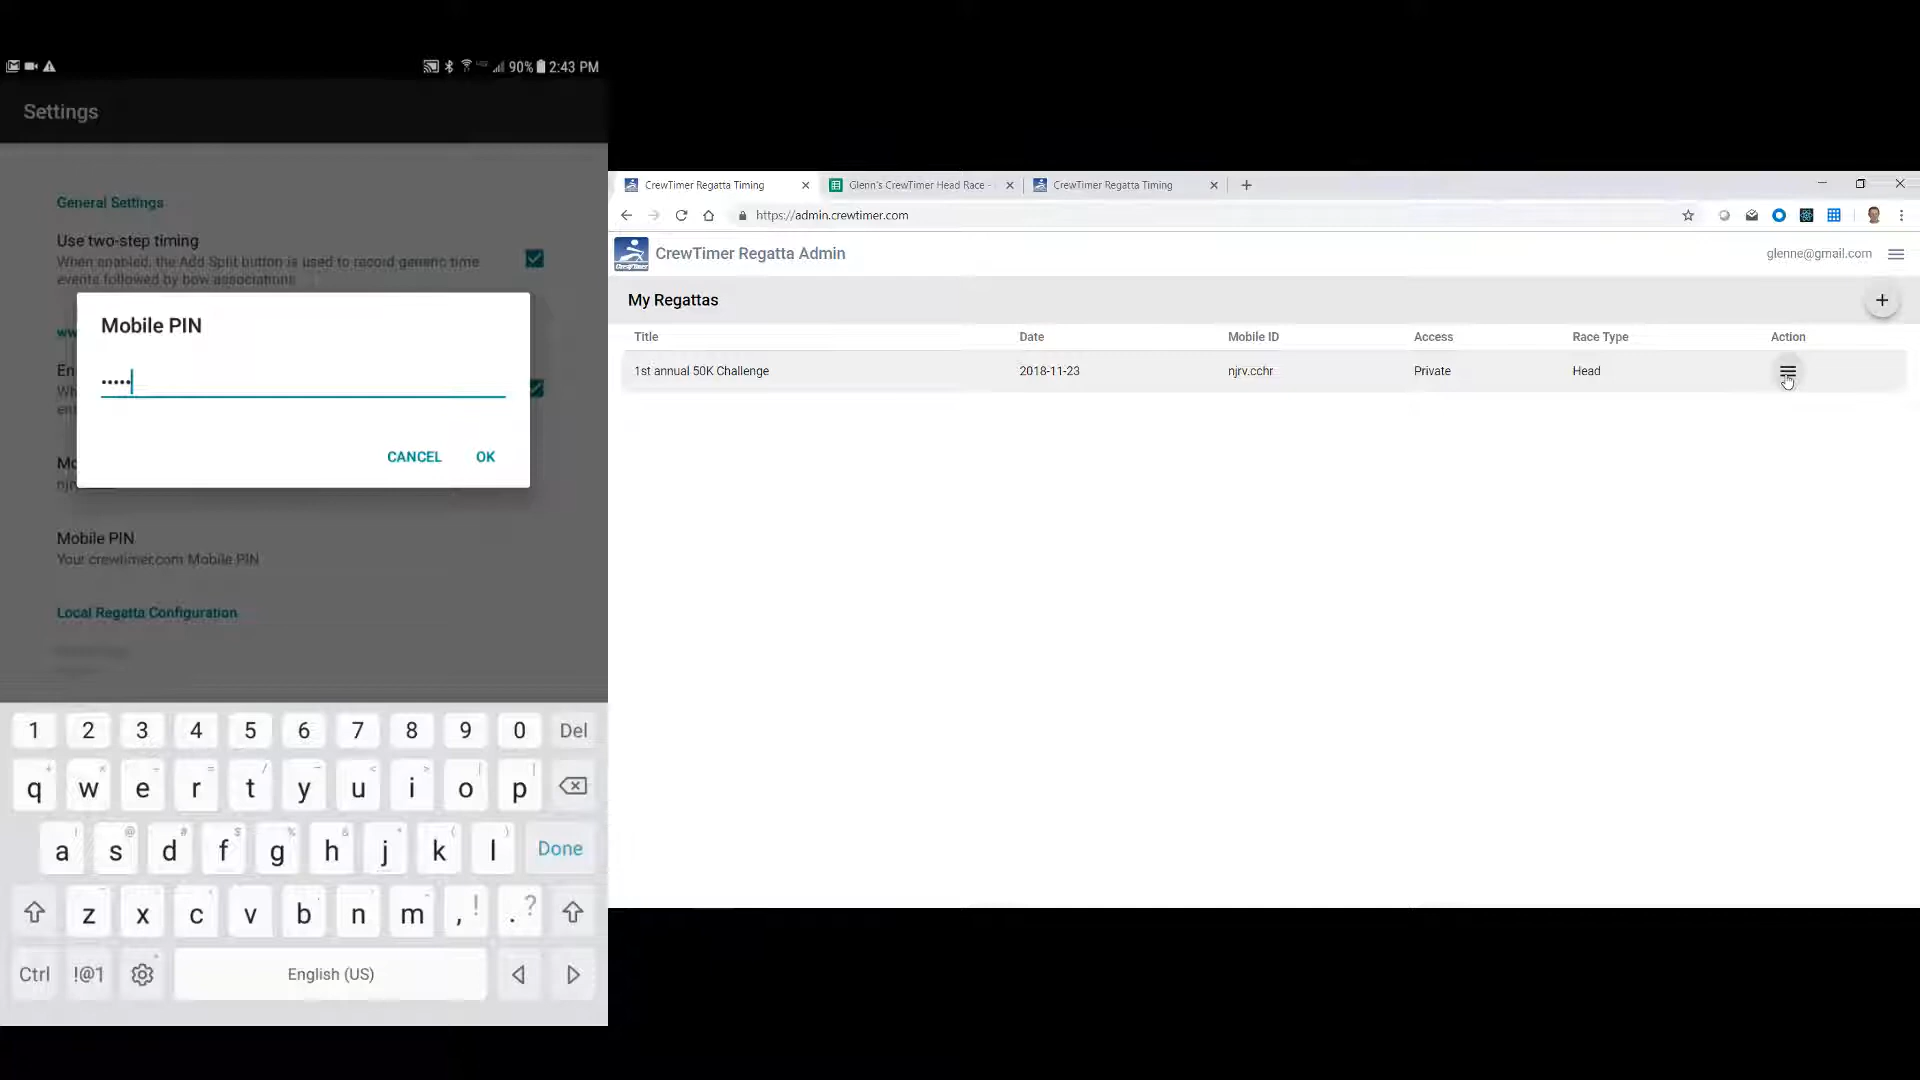 90% 2:43 PM
Settings
General Settings
Use two-step timing
When enabled, the Add Split button is used to record generic time
events followed by bow associations
Mobile PIN
•••••
CANCEL OK
Mobile PIN
Your crewtimer.com Mobile PIN
Local Regatta Configuration
1 2 3 4 5 6 7 8 9 0 Del
q w e r t y u i o p
a s d f g h j k l Done
z x c v b n m , ! . ?
Ctrl !@1 English (US)
CrewTimer Regatta Timing
Glenn's CrewTimer Head Race -
CrewTimer Regatta Timing
https://admin.crewtimer.com
CrewTimer Regatta Admin
glenne@gmail.com
My Regattas
Title Date Mobile ID Access Race Type Action
1st annual 50K Challenge 2018-11-23 njrv.cchr Private Head